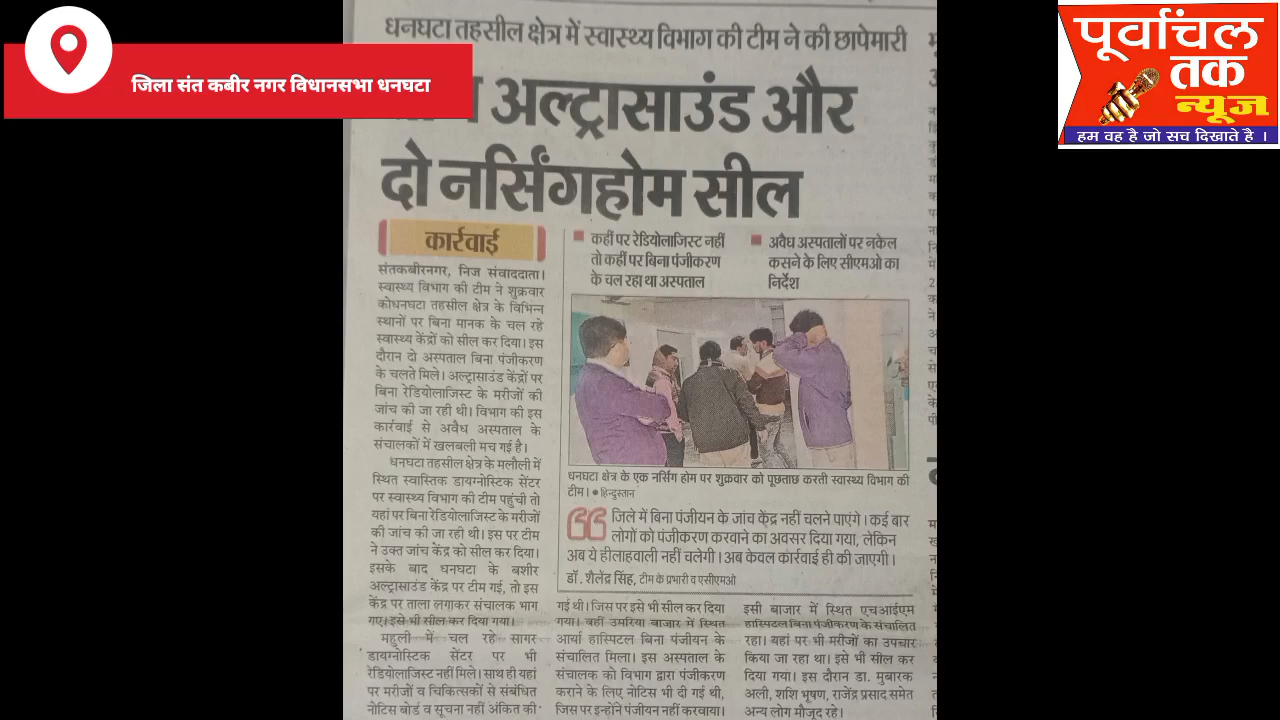 जिला संत कबीर नगर विधानसभा धनघटा
पूर्वांचल
तक
न्यूज
हम वह है जो सच दिखाते है ।
धनघटा तहसील क्षेत्र में स्वास्थ्य विभाग की टीम ने की छापेमारी
अल्ट्रासाउंड और
दो नर्सिंगहोम सील
कार्रवाई
संतकबीरनगर, निज संवाददाता।
स्वास्थ्य विभाग की टीम ने शुक्रवार
कोधनघटा तहसील क्षेत्र के विभिन्न
स्थानों पर बिना मानक के चल रहे
स्वास्थ्य केंद्रों को सील कर दिया। इस
दौरान दो अस्पताल बिना पंजीकरण
के चलते मिले। अल्ट्रासाउंड केंद्रों पर
बिना रेडियोलाजिस्ट के मरीजों की
जांच की जा रही थी। विभाग की इस
कार्रवाई से अवैध अस्पताल के
संचालकों में खलबली मच गई है।
धनघटा तहसील क्षेत्र के मलौली में
स्थित स्वास्तिक डायग्नोस्टिक सेंटर
पर स्वास्थ्य विभाग की टीम पहुंची तो
यहां पर बिना रेडियोलाजिस्ट के मरीजों
की जांच की जा रही थी। इस पर टीम
ने उक्त जांच केंद्र को सील कर दिया।
इसके बाद धनघटा के बशीर
अल्ट्रासाउंड केंद्र पर टीम गई, तो इस
केंद्र पर ताला लगाकर संचालक भाग
गए। इसे भी सील कर दिया गया।
महुली में चल रहे सागर
डायग्नोस्टिक सेंटर पर भी
रेडियोलाजिस्ट नहीं मिले। साथ ही यहां
पर मरीजों व चिकित्सकों से संबंधित
नोटिस बोर्ड व सूचना नहीं अंकित की
कहीं पर रेडियोलाजिस्ट नहीं
तो कहीं पर बिना पंजीकरण
के चल रहा था अस्पताल
अवैध अस्पतालों पर नकेल
कसने के लिए सीएमओ का
निर्देश
धनघटा क्षेत्र के एक नर्सिग होम पर शुक्रवार को पूछताछ करती स्वास्थ्य विभाग की
टीम। ● हिन्दुस्तान
जिले में बिना पंजीयन के जांच केंद्र नहीं चलने पाएंगे। कई बार
लोगों को पंजीकरण करवाने का अवसर दिया गया, लेकिन
अब ये हीलाहवाली नहीं चलेगी। अब केवल कार्रवाई ही की जाएगी।
डॉ. शैलेंद्र सिंह, टीम के प्रभारी व एसीएमओ
गई थी। जिस पर इसे भी सील कर दिया
गया। वहीं उमरिया बाजार में स्थित
आर्या हास्पिटल बिना पंजीयन के
संचालित मिला। इस अस्पताल के
संचालक को विभाग द्वारा पंजीकरण
कराने के लिए नोटिस भी दी गई थी,
जिस पर इन्होने पंजीयन नहीं करवाया।
इसी बाजार में स्थित एचआईएम
हास्पिटल बिना पंजीकरण के संचालित
रहा। यहां पर भी मरीजों का उपचार
किया जा रहा था। इसे भी सील कर
दिया गया। इस दौरान डा. मुबारक
अली, शशि भूषण, राजेंद्र प्रसाद समेत
अन्य लोग मौजूद रहे।